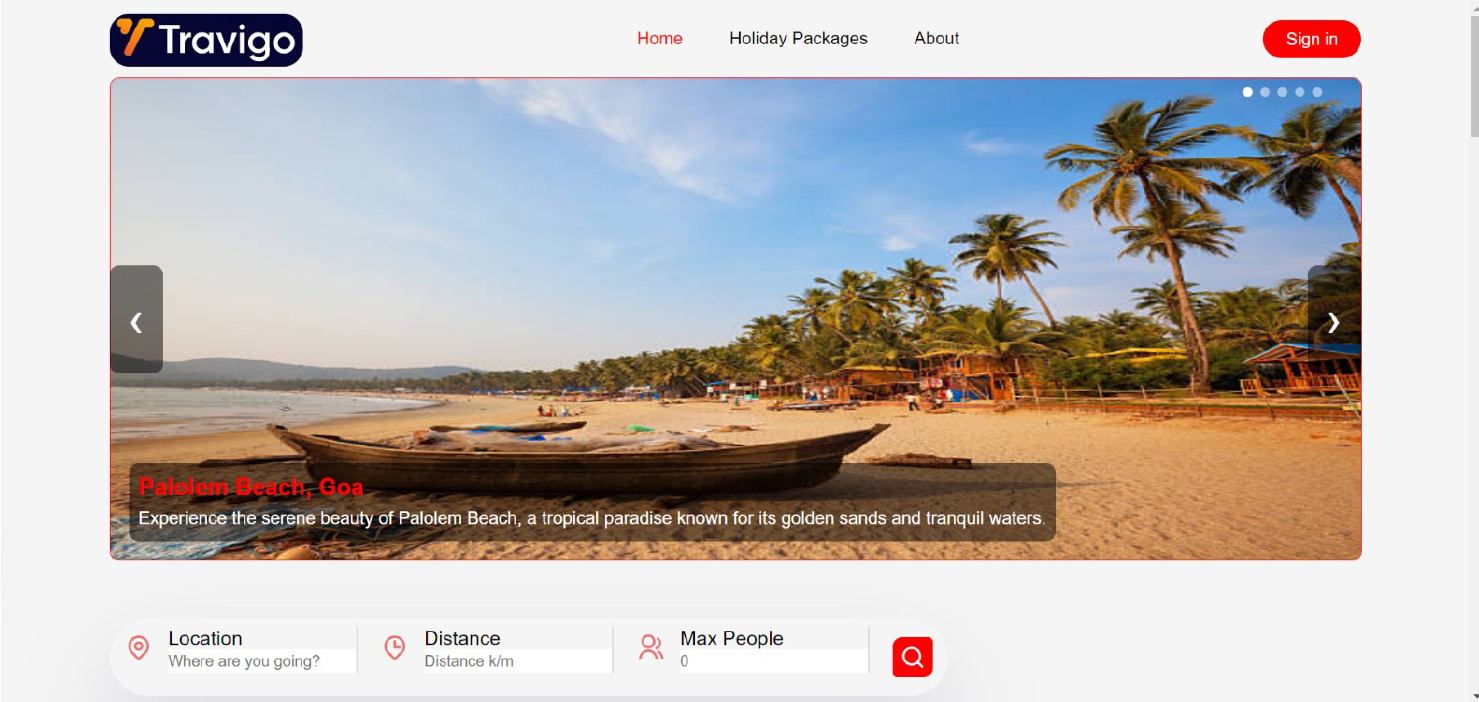 Travigo
Home Holiday Packages About
Sign in
❮ ❯
Palolem Beach, Goa
Experience the serene beauty of Palolem Beach, a tropical paradise known for its golden sands and tranquil waters.
Location Distance Max People
Where are you going? Distance k/m 0